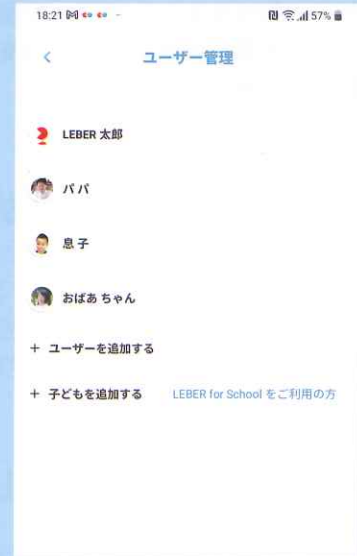 18:21 57%
ユーザー管理
LEBER 太郎
パパ
息子
おばあちゃん
+ ユーザーを追加する
+ 子どもを追加する LEBER for School をご利用の方